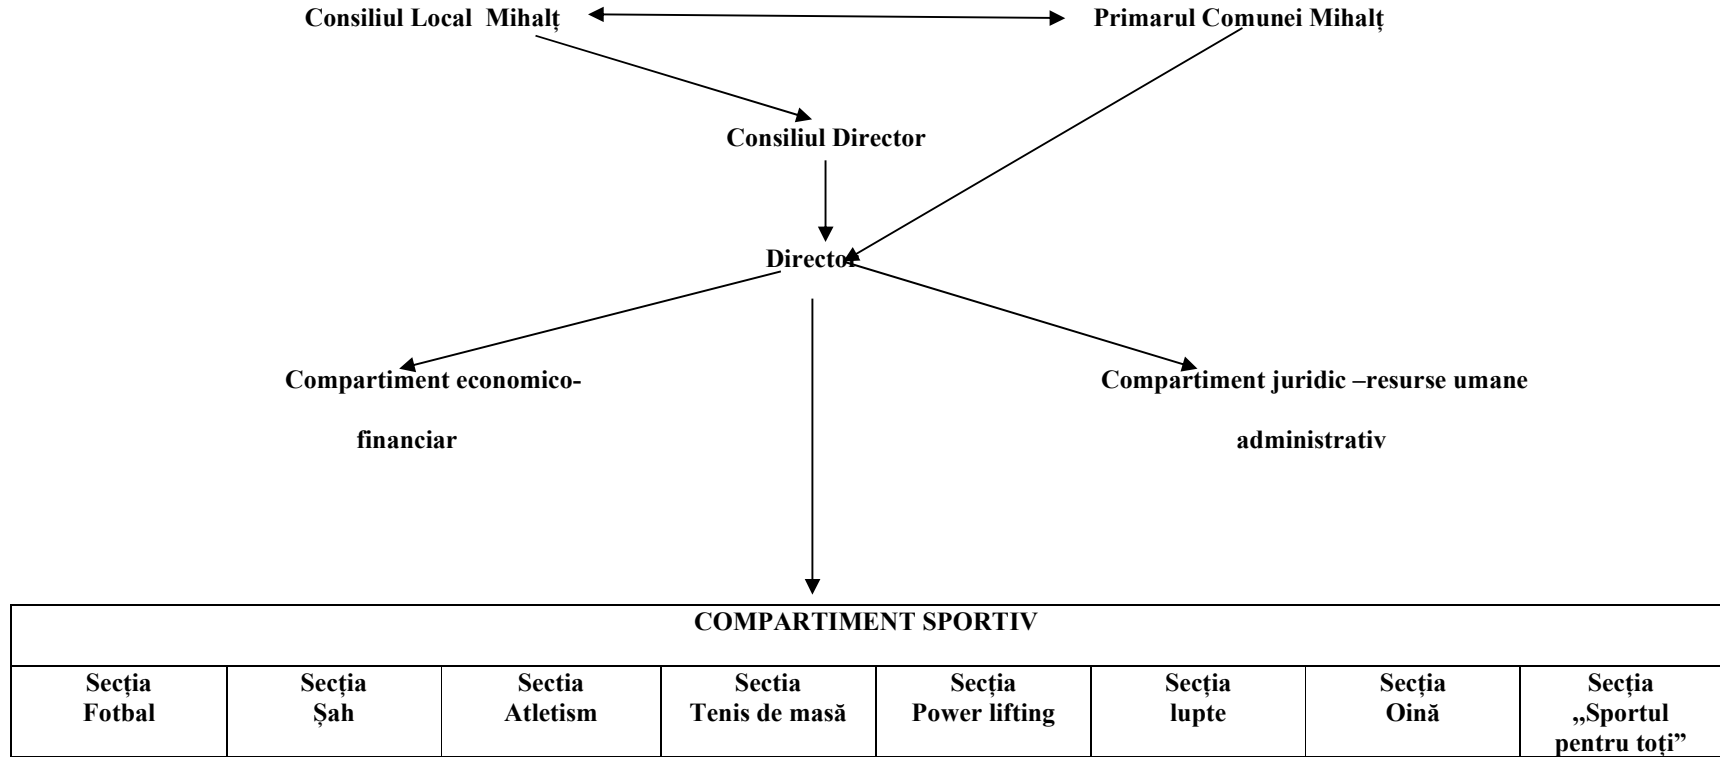 Consiliul Local  Mihalț
Primarul Comunei Mihalț
Consiliul Director
Director
Compartiment economico-
financiar
Compartiment juridic –resurse umane
administrativ
COMPARTIMENT SPORTIV
Secția
Fotbal
Secția
Șah
Sectia
Atletism
Sectia
Tenis de masă
Secția
Power lifting
Secția
lupte
Secția
Oină
Secția
,,Sportul
pentru toți”